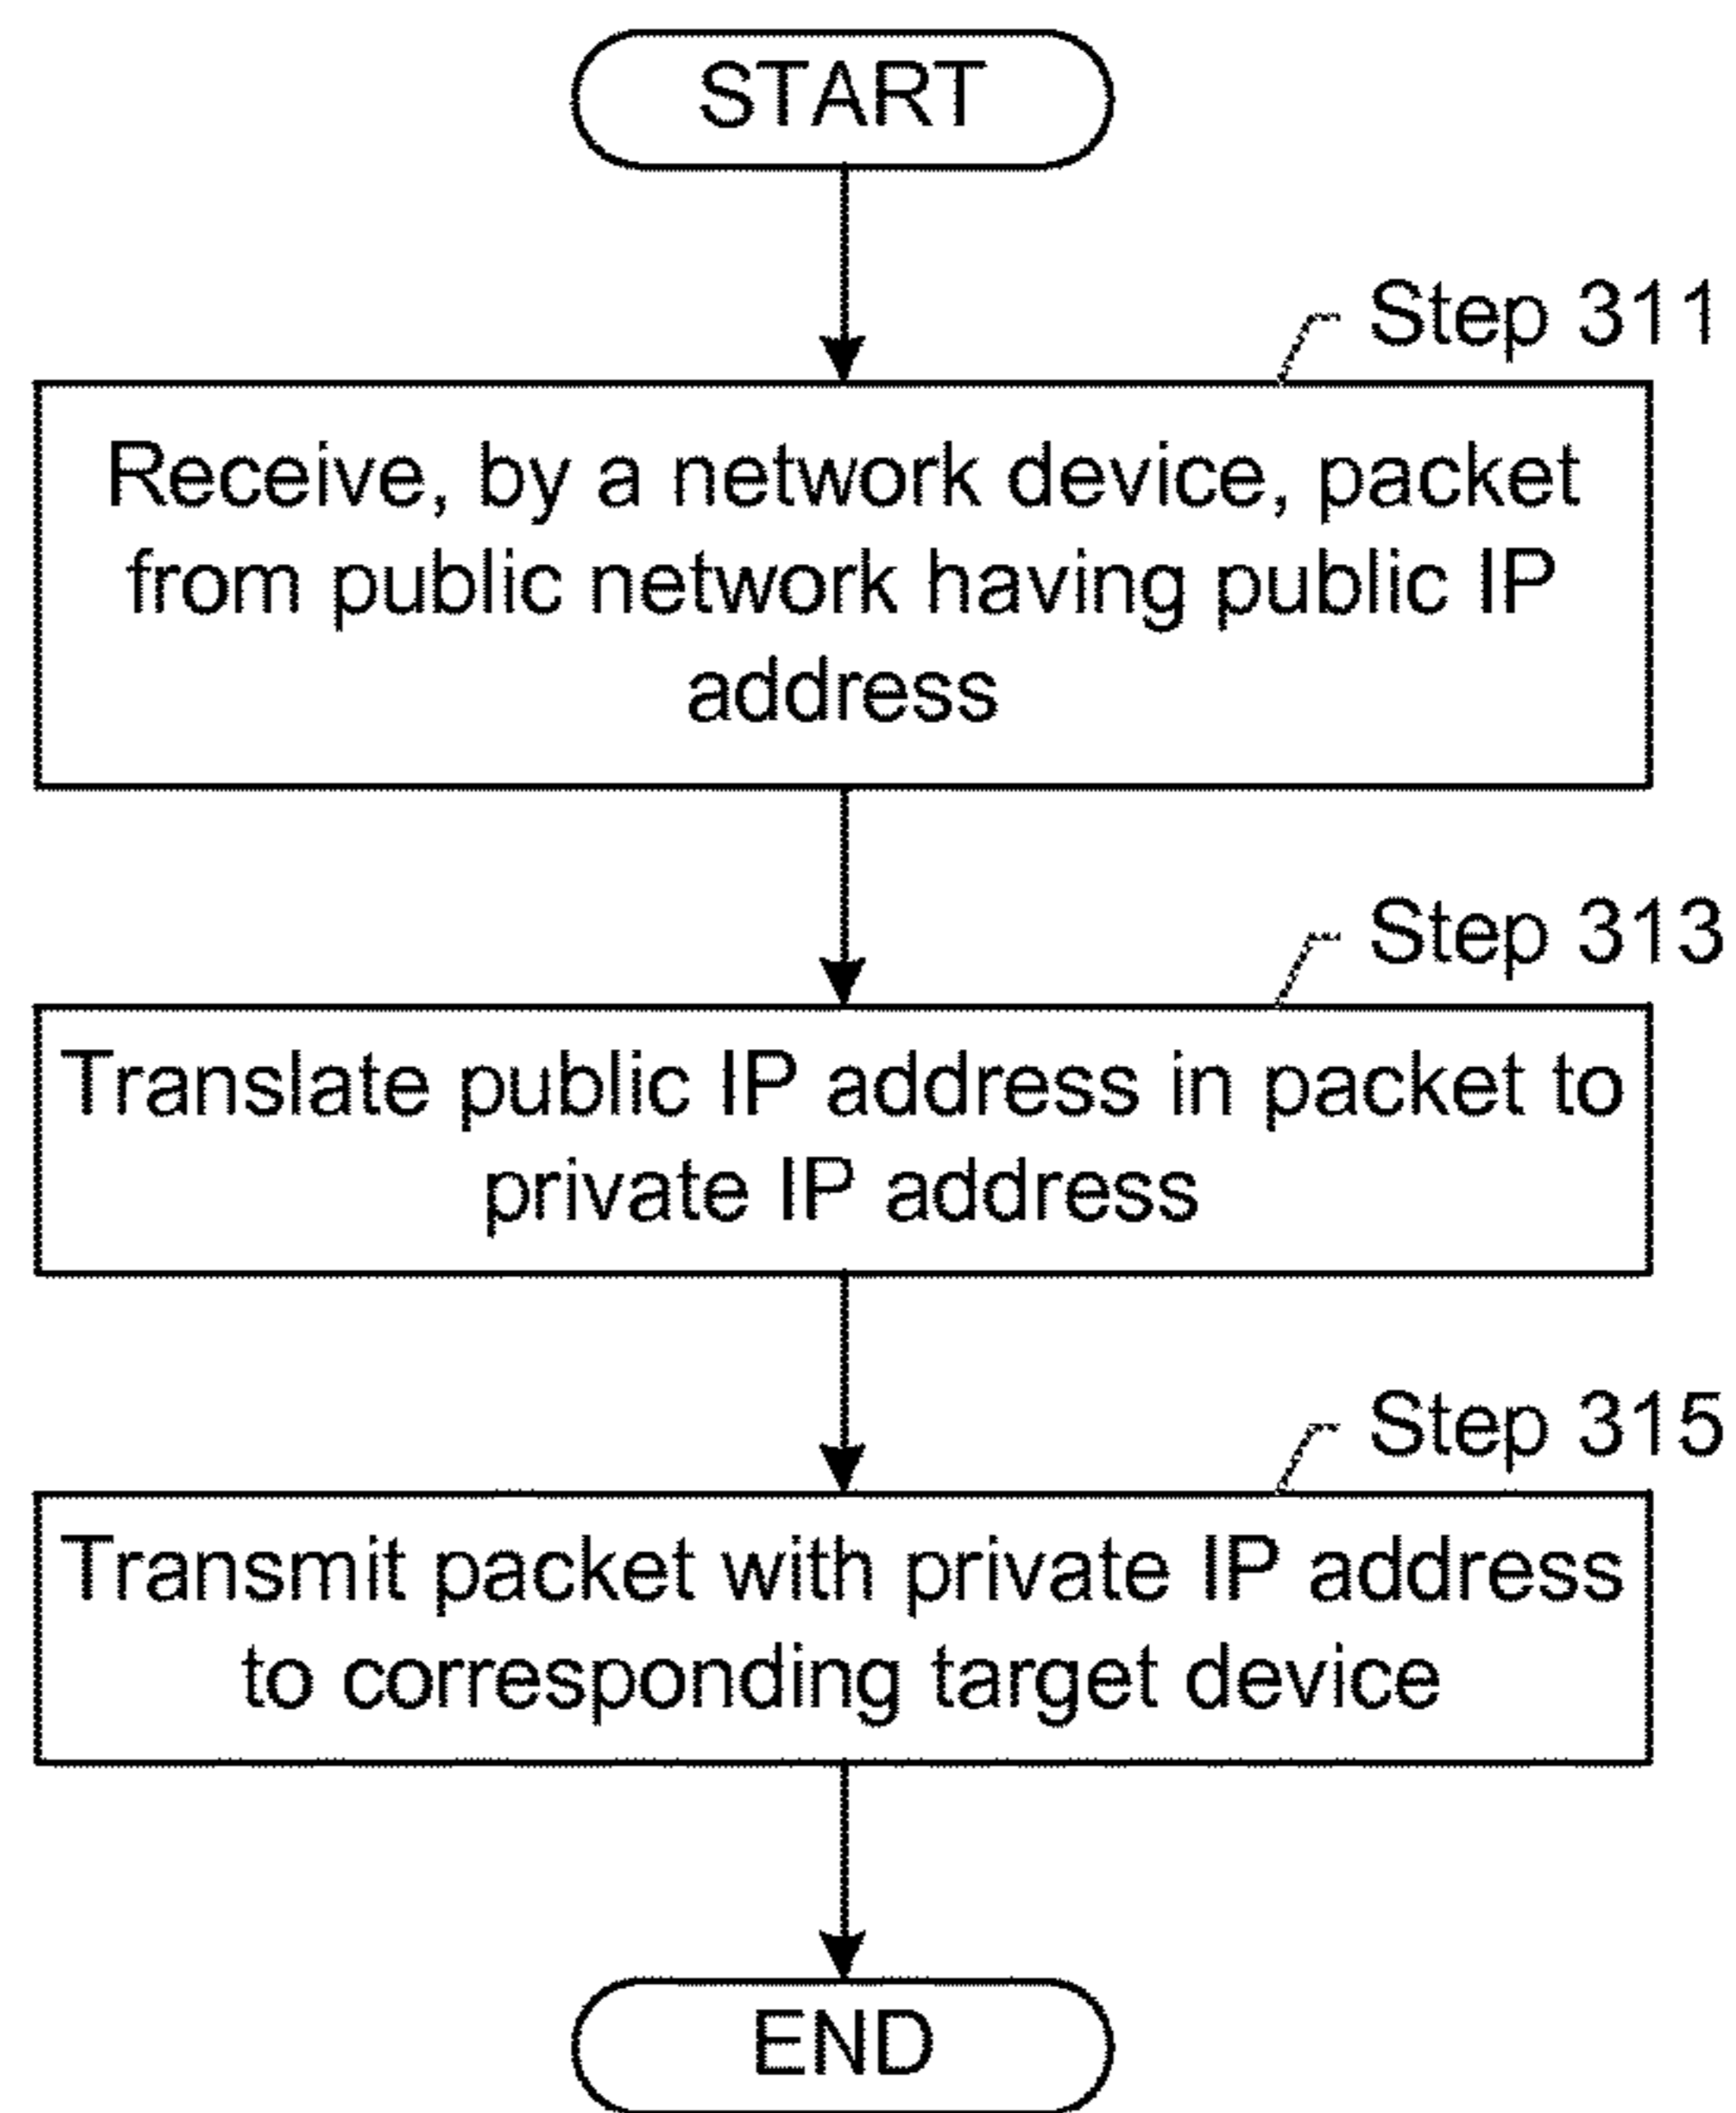 START
Step 311
Receive, by a network device, packet
from public network having public IP
address
Step 313
Translate public IP address in packet to
private IP address
Step 315
Transmit packet with private IP address
to corresponding target device
END